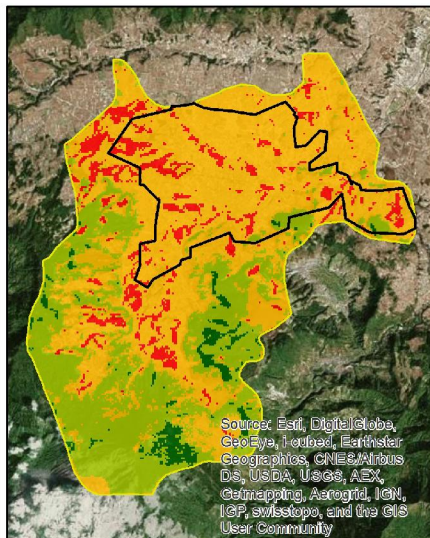 Source: Esri, DigitalGlobe,
GeoEye, i-cubed, Earthstar
Geographics, CNES/Airbus
DS, USDA, USGS, AEX,
Getmapping, Aerogrid, IGN,
IGP, swisstopo, and the GIS
User Community